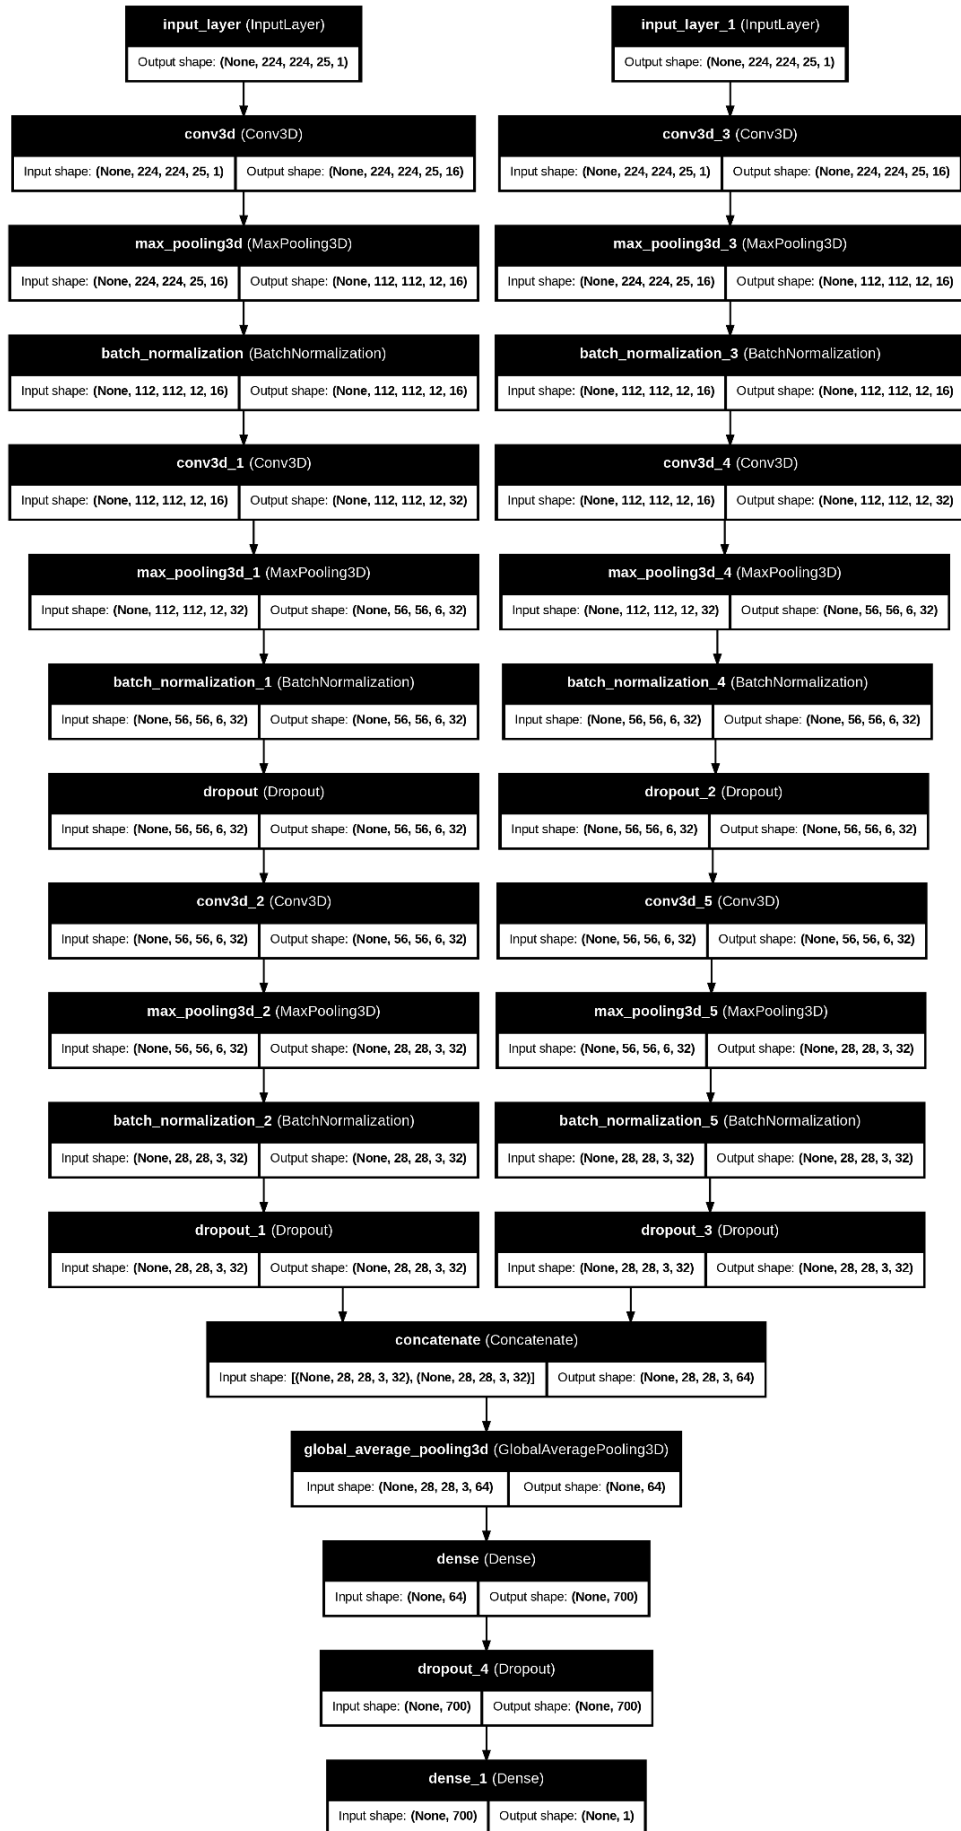 input_layer (InputLayer)
Output shape: (None, 224, 224, 25, 1)
input_layer_1 (InputLayer)
Output shape: (None, 224, 224, 25, 1)
conv3d (Conv3D)
Input shape: (None, 224, 224, 25, 1) Output shape: (None, 224, 224, 25, 16)
conv3d_3 (Conv3D)
Input shape: (None, 224, 224, 25, 1) Output shape: (None, 224, 224, 25, 16)
max_pooling3d (MaxPooling3D)
Input shape: (None, 224, 224, 25, 16) Output shape: (None, 112, 112, 12, 16)
max_pooling3d_3 (MaxPooling3D)
Input shape: (None, 224, 224, 25, 16) Output shape: (None, 112, 112, 12, 16)
batch_normalization (BatchNormalization)
Input shape: (None, 112, 112, 12, 16) Output shape: (None, 112, 112, 12, 16)
batch_normalization_3 (BatchNormalization)
Input shape: (None, 112, 112, 12, 16) Output shape: (None, 112, 112, 12, 16)
conv3d_1 (Conv3D)
Input shape: (None, 112, 112, 12, 16) Output shape: (None, 112, 112, 12, 32)
conv3d_4 (Conv3D)
Input shape: (None, 112, 112, 12, 16) Output shape: (None, 112, 112, 12, 32)
max_pooling3d_1 (MaxPooling3D)
Input shape: (None, 112, 112, 12, 32) Output shape: (None, 56, 56, 6, 32)
max_pooling3d_4 (MaxPooling3D)
Input shape: (None, 112, 112, 12, 32) Output shape: (None, 56, 56, 6, 32)
batch_normalization_1 (BatchNormalization)
Input shape: (None, 56, 56, 6, 32) Output shape: (None, 56, 56, 6, 32)
batch_normalization_4 (BatchNormalization)
Input shape: (None, 56, 56, 6, 32) Output shape: (None, 56, 56, 6, 32)
dropout (Dropout)
Input shape: (None, 56, 56, 6, 32) Output shape: (None, 56, 56, 6, 32)
dropout_2 (Dropout)
Input shape: (None, 56, 56, 6, 32) Output shape: (None, 56, 56, 6, 32)
conv3d_2 (Conv3D)
Input shape: (None, 56, 56, 6, 32) Output shape: (None, 56, 56, 6, 32)
conv3d_5 (Conv3D)
Input shape: (None, 56, 56, 6, 32) Output shape: (None, 56, 56, 6, 32)
max_pooling3d_2 (MaxPooling3D)
Input shape: (None, 56, 56, 6, 32) Output shape: (None, 28, 28, 3, 32)
max_pooling3d_5 (MaxPooling3D)
Input shape: (None, 56, 56, 6, 32) Output shape: (None, 28, 28, 3, 32)
batch_normalization_2 (BatchNormalization)
Input shape: (None, 28, 28, 3, 32) Output shape: (None, 28, 28, 3, 32)
batch_normalization_5 (BatchNormalization)
Input shape: (None, 28, 28, 3, 32) Output shape: (None, 28, 28, 3, 32)
dropout_1 (Dropout)
Input shape: (None, 28, 28, 3, 32) Output shape: (None, 28, 28, 3, 32)
dropout_3 (Dropout)
Input shape: (None, 28, 28, 3, 32) Output shape: (None, 28, 28, 3, 32)
concatenate (Concatenate)
Input shape: [(None, 28, 28, 3, 32), (None, 28, 28, 3, 32)] Output shape: (None, 28, 28, 3, 64)
global_average_pooling3d (GlobalAveragePooling3D)
Input shape: (None, 28, 28, 3, 64) Output shape: (None, 64)
dense (Dense)
Input shape: (None, 64) Output shape: (None, 700)
dropout_4 (Dropout)
Input shape: (None, 700) Output shape: (None, 700)
dense_1 (Dense)
Input shape: (None, 700) Output shape: (None, 1)